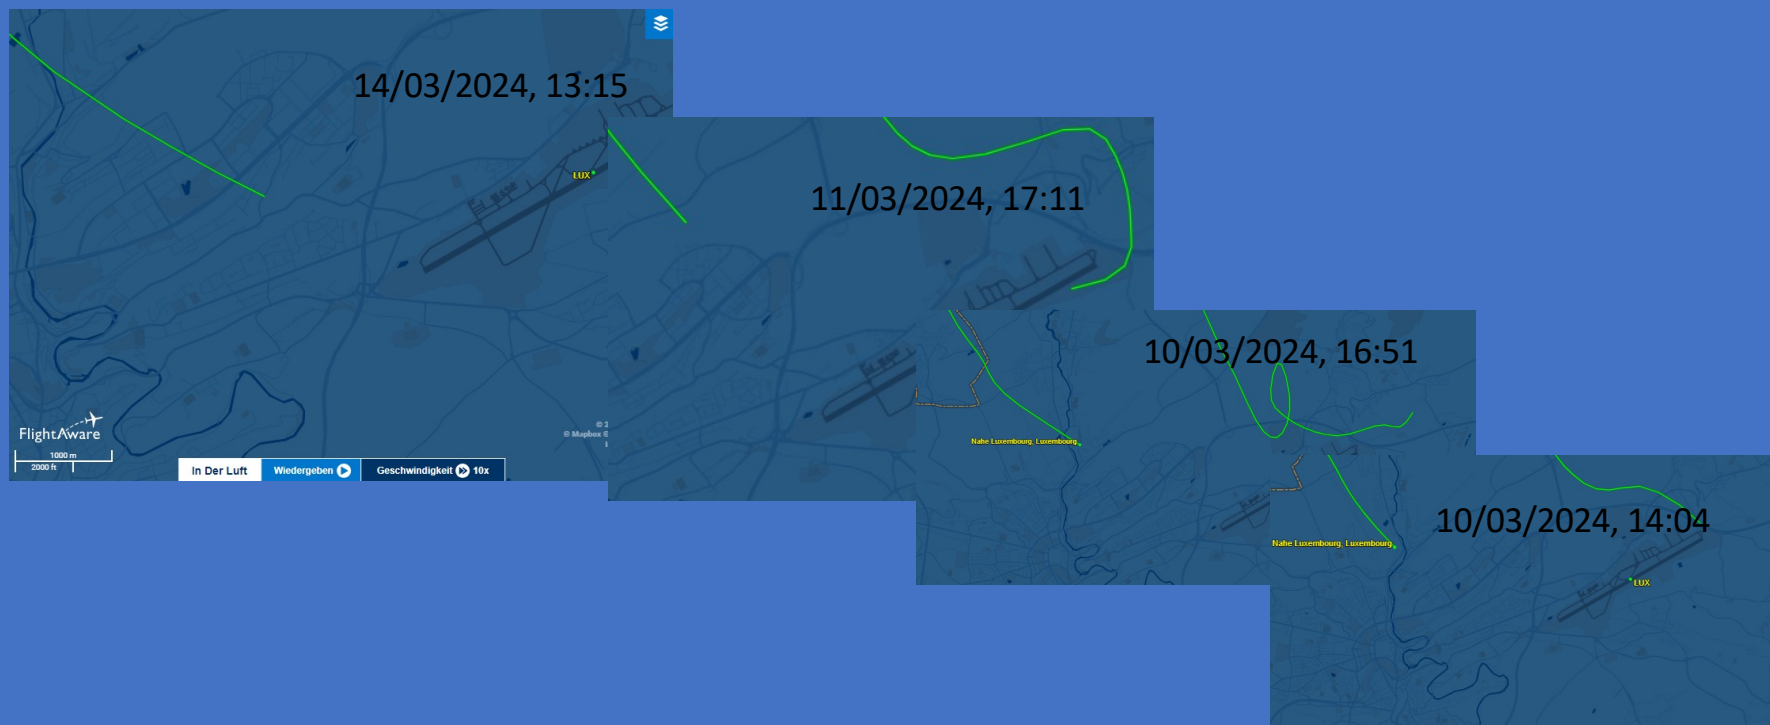 14/03/2024, 13:15
LUX
FlightAware
1000 m
2000 ft
In Der Luft
Wiedergeben
Geschwindigkeit 10x
© Mapbox ©
11/03/2024, 17:11
10/03/2024, 16:51
Nahe Luxembourg, Luxembourg
10/03/2024, 14:04
Nahe Luxembourg, Luxembourg
LUX